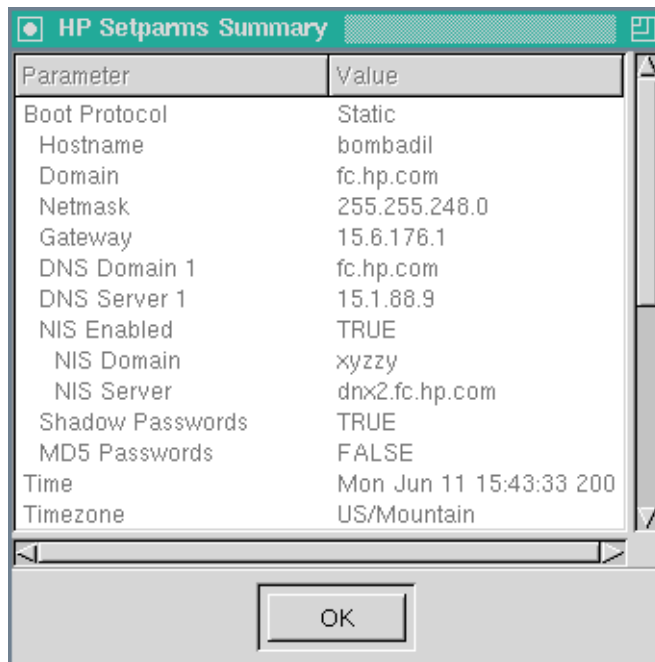 HP Setparms Summary
Parameter Value
Boot Protocol Static
Hostname bombadil
Domain fc.hp.com
Netmask 255.255.248.0
Gateway 15.6.176.1
DNS Domain 1 fc.hp.com
DNS Server 1 15.1.88.9
NIS Enabled TRUE
NIS Domain xyzzy
NIS Server dnx2.fc.hp.com
Shadow Passwords TRUE
MD5 Passwords FALSE
Time Mon Jun 11 15:43:33 200
Timezone US/Mountain
OK